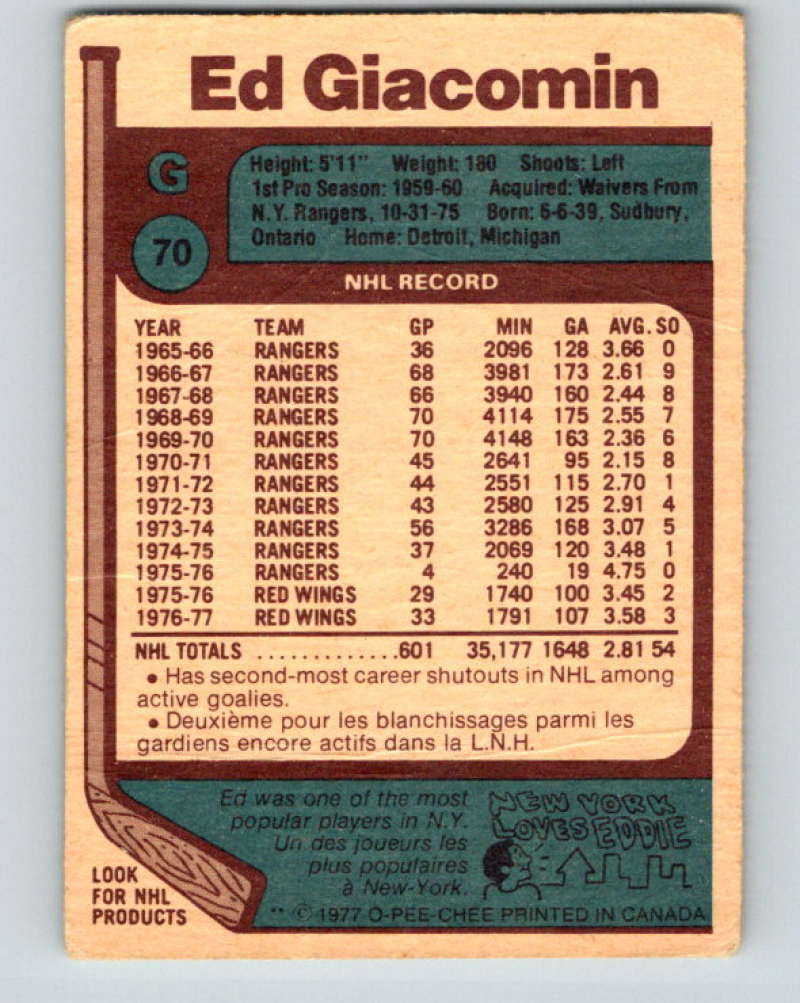 Ed Giacomin
G
70
Height: 5'11" Weight: 180 Shoots: Left
1st Pro Season: 1959-60 Acquired: Waivers From
N.Y. Rangers, 10-31-75 Born: 6-6-39, Sudbury,
Ontario Home: Detroit, Michigan
NHL RECORD
YEAR TEAM GP MIN GA AVG. SO
1965-66 RANGERS 36 2096 128 3.66 0
1966-67 RANGERS 68 3981 173 2.61 9
1967-68 RANGERS 66 3940 160 2.44 8
1968-69 RANGERS 70 4114 175 2.55 7
1969-70 RANGERS 70 4148 163 2.36 6
1970-71 RANGERS 45 2641 95 2.15 8
1971-72 RANGERS 44 2551 115 2.70 1
1972-73 RANGERS 43 2580 125 2.91 4
1973-74 RANGERS 56 3286 168 3.07 5
1974-75 RANGERS 37 2069 120 3.48 1
1975-76 RANGERS 4 240 19 4.75 0
1975-76 RED WINGS 29 1740 100 3.45 2
1976-77 RED WINGS 33 1791 107 3.58 3
NHL TOTALS .............601 35,177 1648 2.81 54
• Has second-most career shutouts in NHL among
active goalies.
• Deuxième pour les blanchissages parmi les
gardiens encore actifs dans la L.N.H.
Ed was one of the most
popular players in N.Y.
Un des joueurs les
plus populaires
à New-York.
NEW YORK
LOVES EDDIE
LOOK
FOR NHL
PRODUCTS
** © 1977 O-PEE-CHEE PRINTED IN CANADA